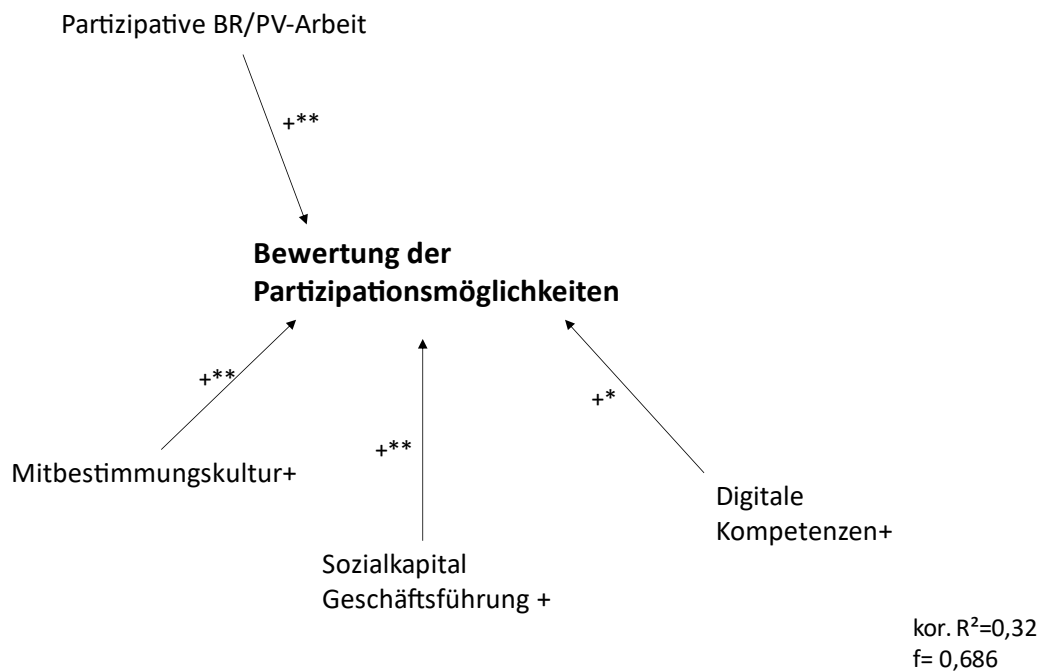 Partizipative BR/PV-Arbeit
+**
Bewertung der
Partizipationsmöglichkeiten
+**
+*
+**
Mitbestimmungskultur+
Digitale
Kompetenzen+
Sozialkapital
Geschäftsführung +
kor. R²=0,32
f= 0,686